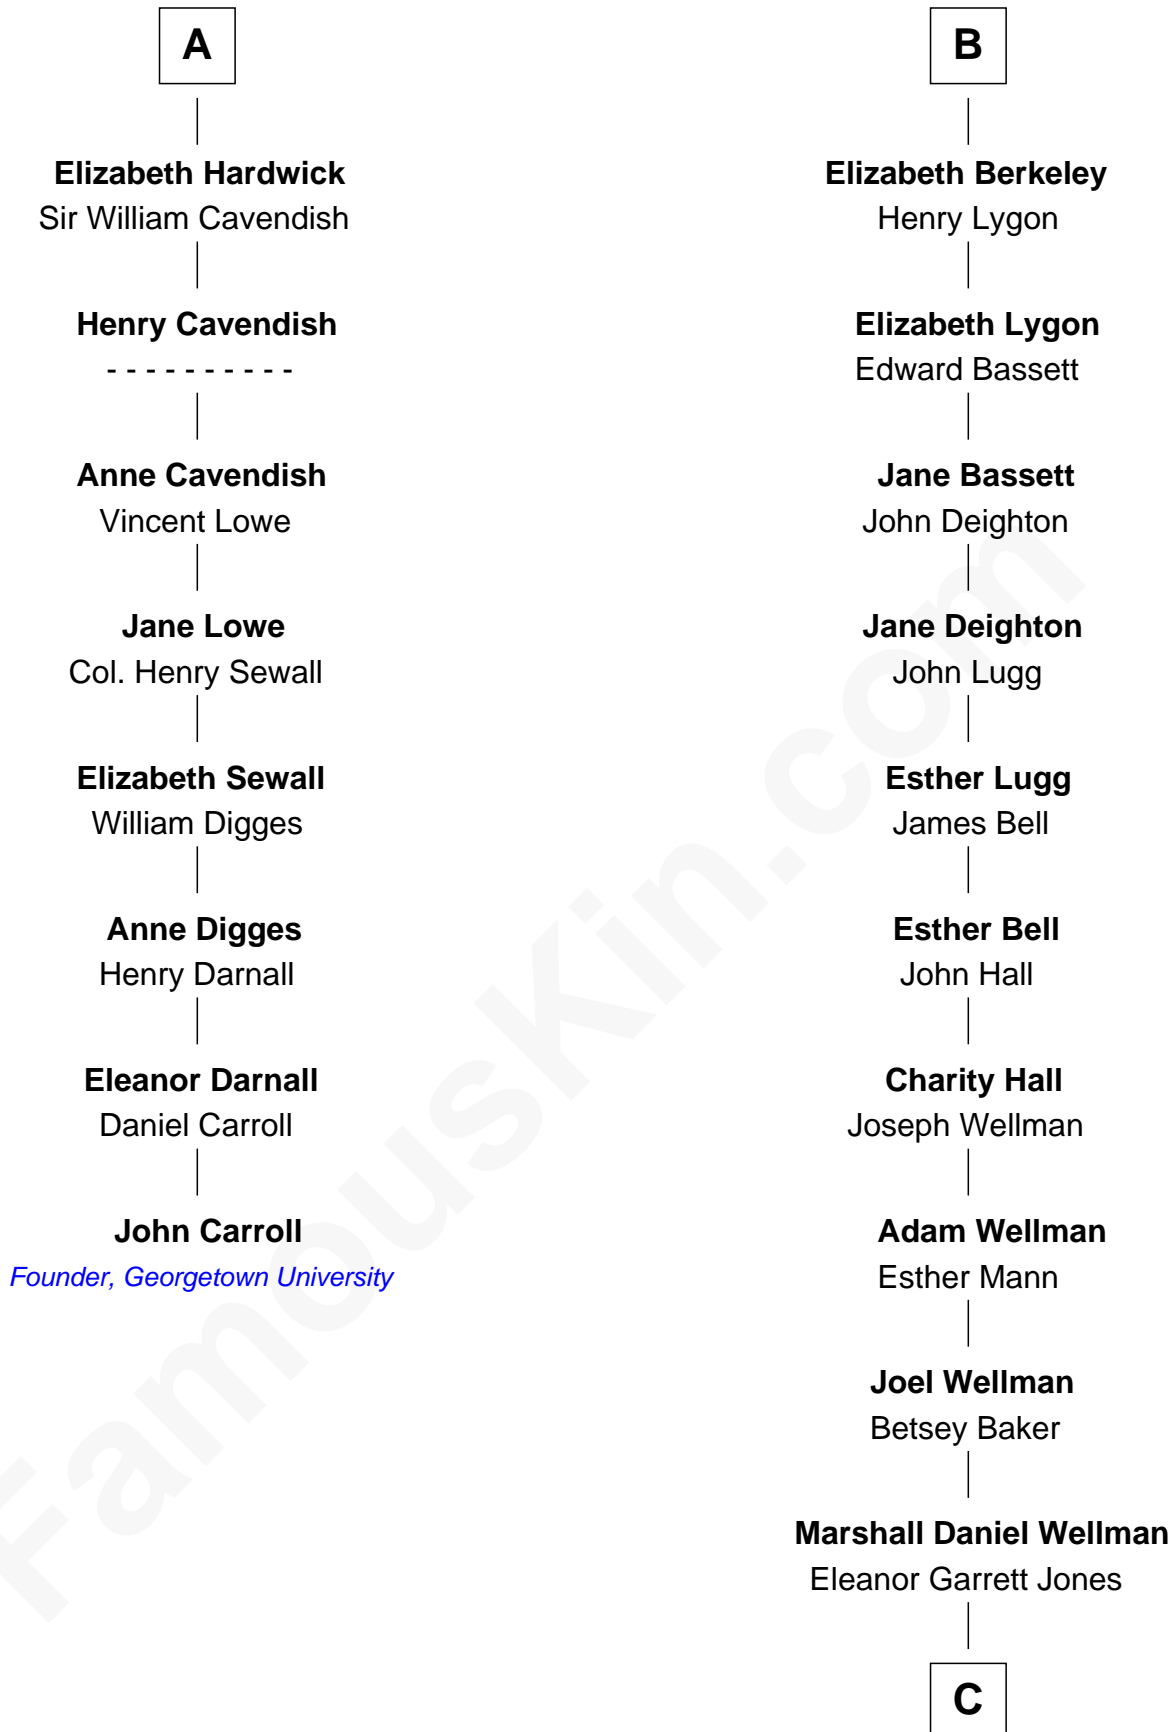 A
Elizabeth Hardwick
Sir William Cavendish
Henry Cavendish
- - - - - - - - - -
Anne Cavendish
Vincent Lowe
Jane Lowe
Col. Henry Sewall
Elizabeth Sewall
William Digges
Anne Digges
Henry Darnall
Eleanor Darnall
Daniel Carroll
John Carroll
Founder, Georgetown University
B
Elizabeth Berkeley
Henry Lygon
Elizabeth Lygon
Edward Bassett
Jane Bassett
John Deighton
Jane Deighton
John Lugg
Esther Lugg
James Bell
Esther Bell
John Hall
Charity Hall
Joseph Wellman
Adam Wellman
Esther Mann
Joel Wellman
Betsey Baker
Marshall Daniel Wellman
Eleanor Garrett Jones
C
FamousKin.com